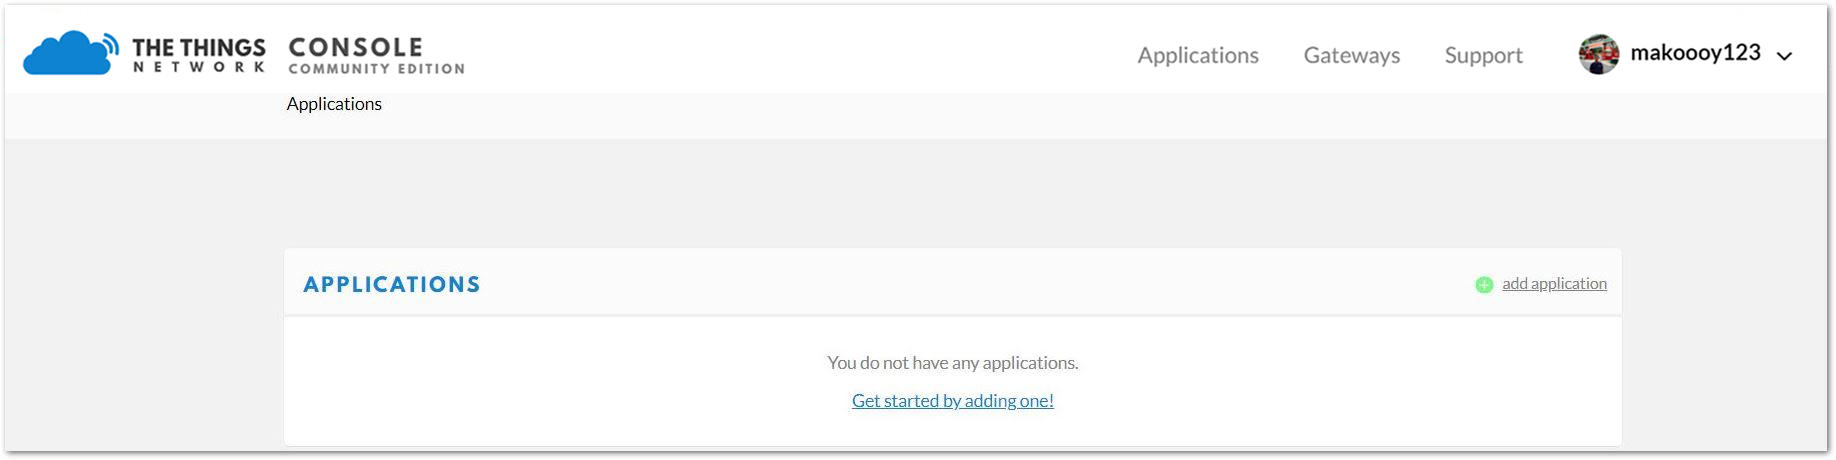 THE THINGS
NETWORK
CONSOLE
COMMUNITY EDITION
Applications
Gateways
Support
makoooy123
Applications
APPLICATIONS
add application
You do not have any applications.
Get started by adding one!